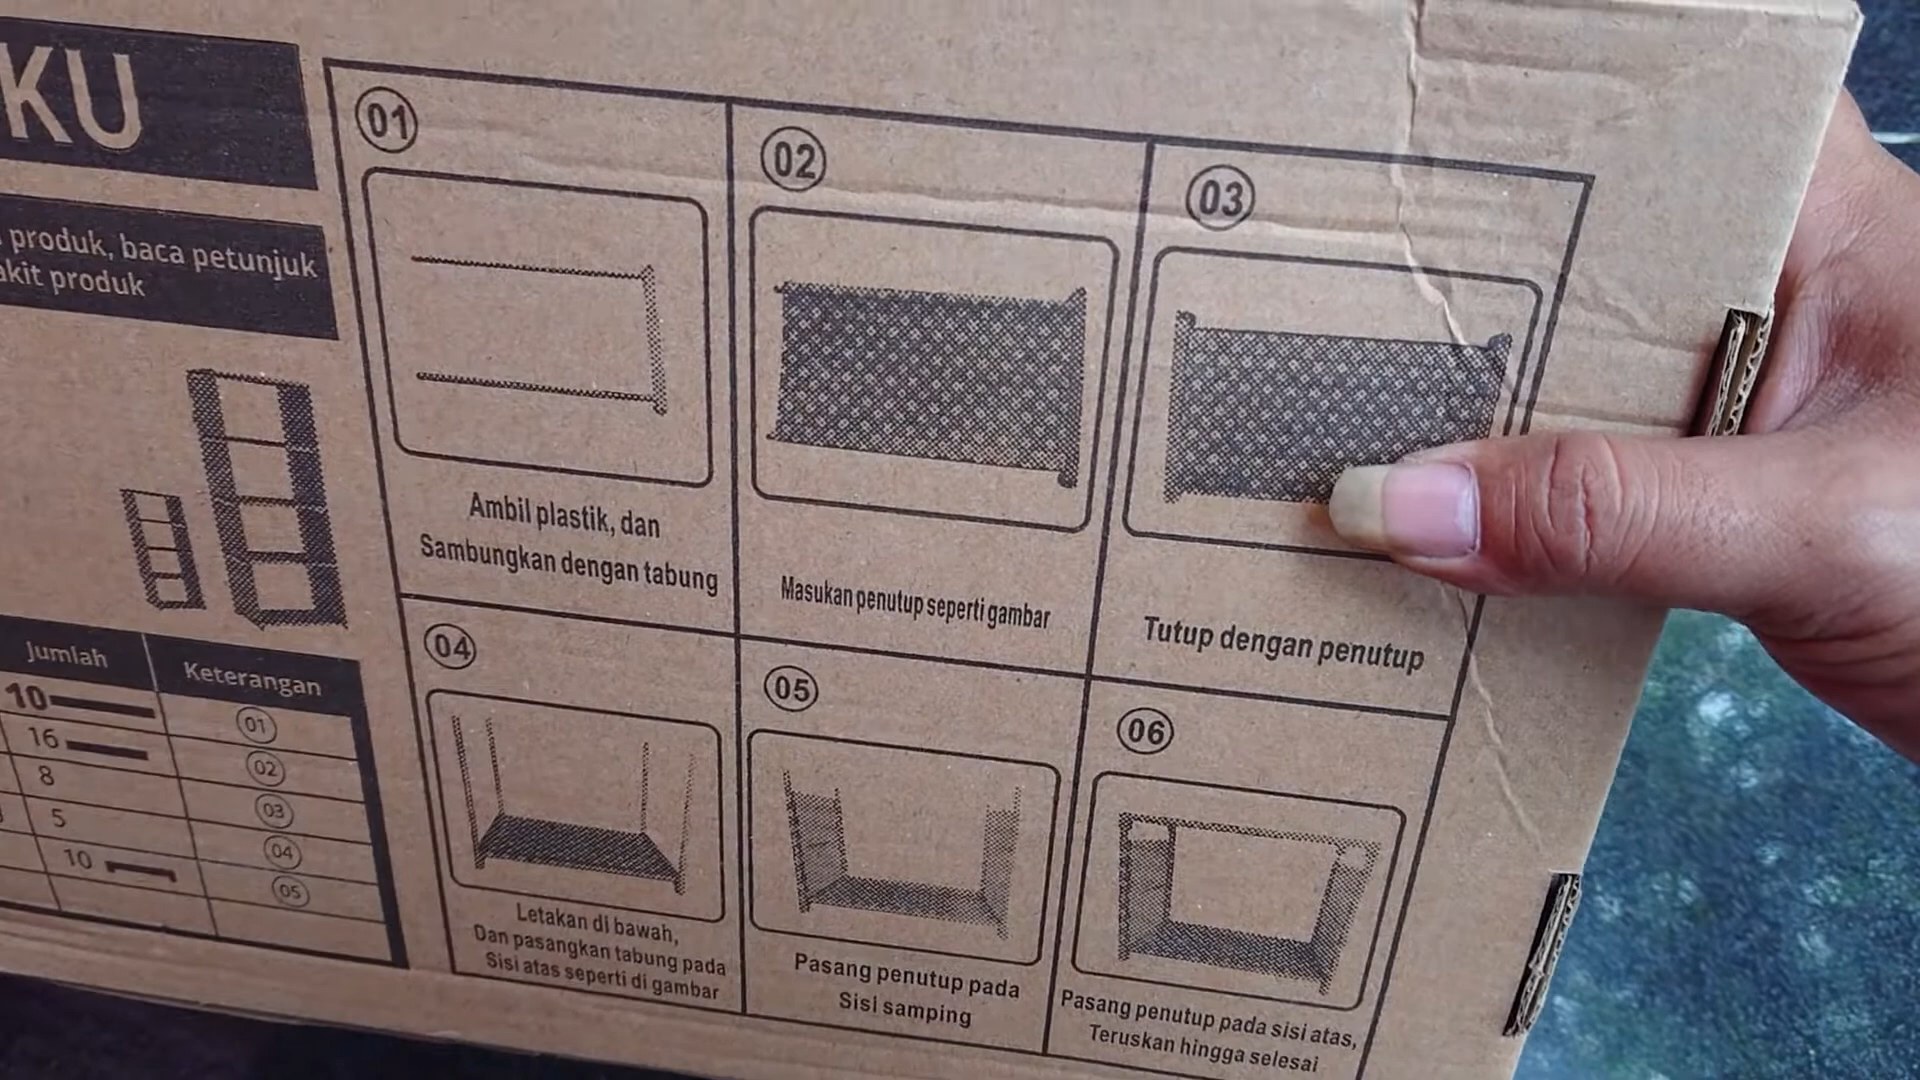 KU
produk, baca petunjuk
produk
01
Ambil plastik, dan
Sambungkan dengan tabung
02
Masukan penutup seperti gambar
03
Tutup dengan penutup
04
Letakan di bawah,
Dan pasangkan tabung pada
Sisi atas seperti di gambar
05
Pasang penutup pada
Sisi samping
06
Pasang penutup pada sisi atas,
Teruskan hingga selesai
Jumlah Keterangan
10 01
16 02
8 03
5 04
10 05